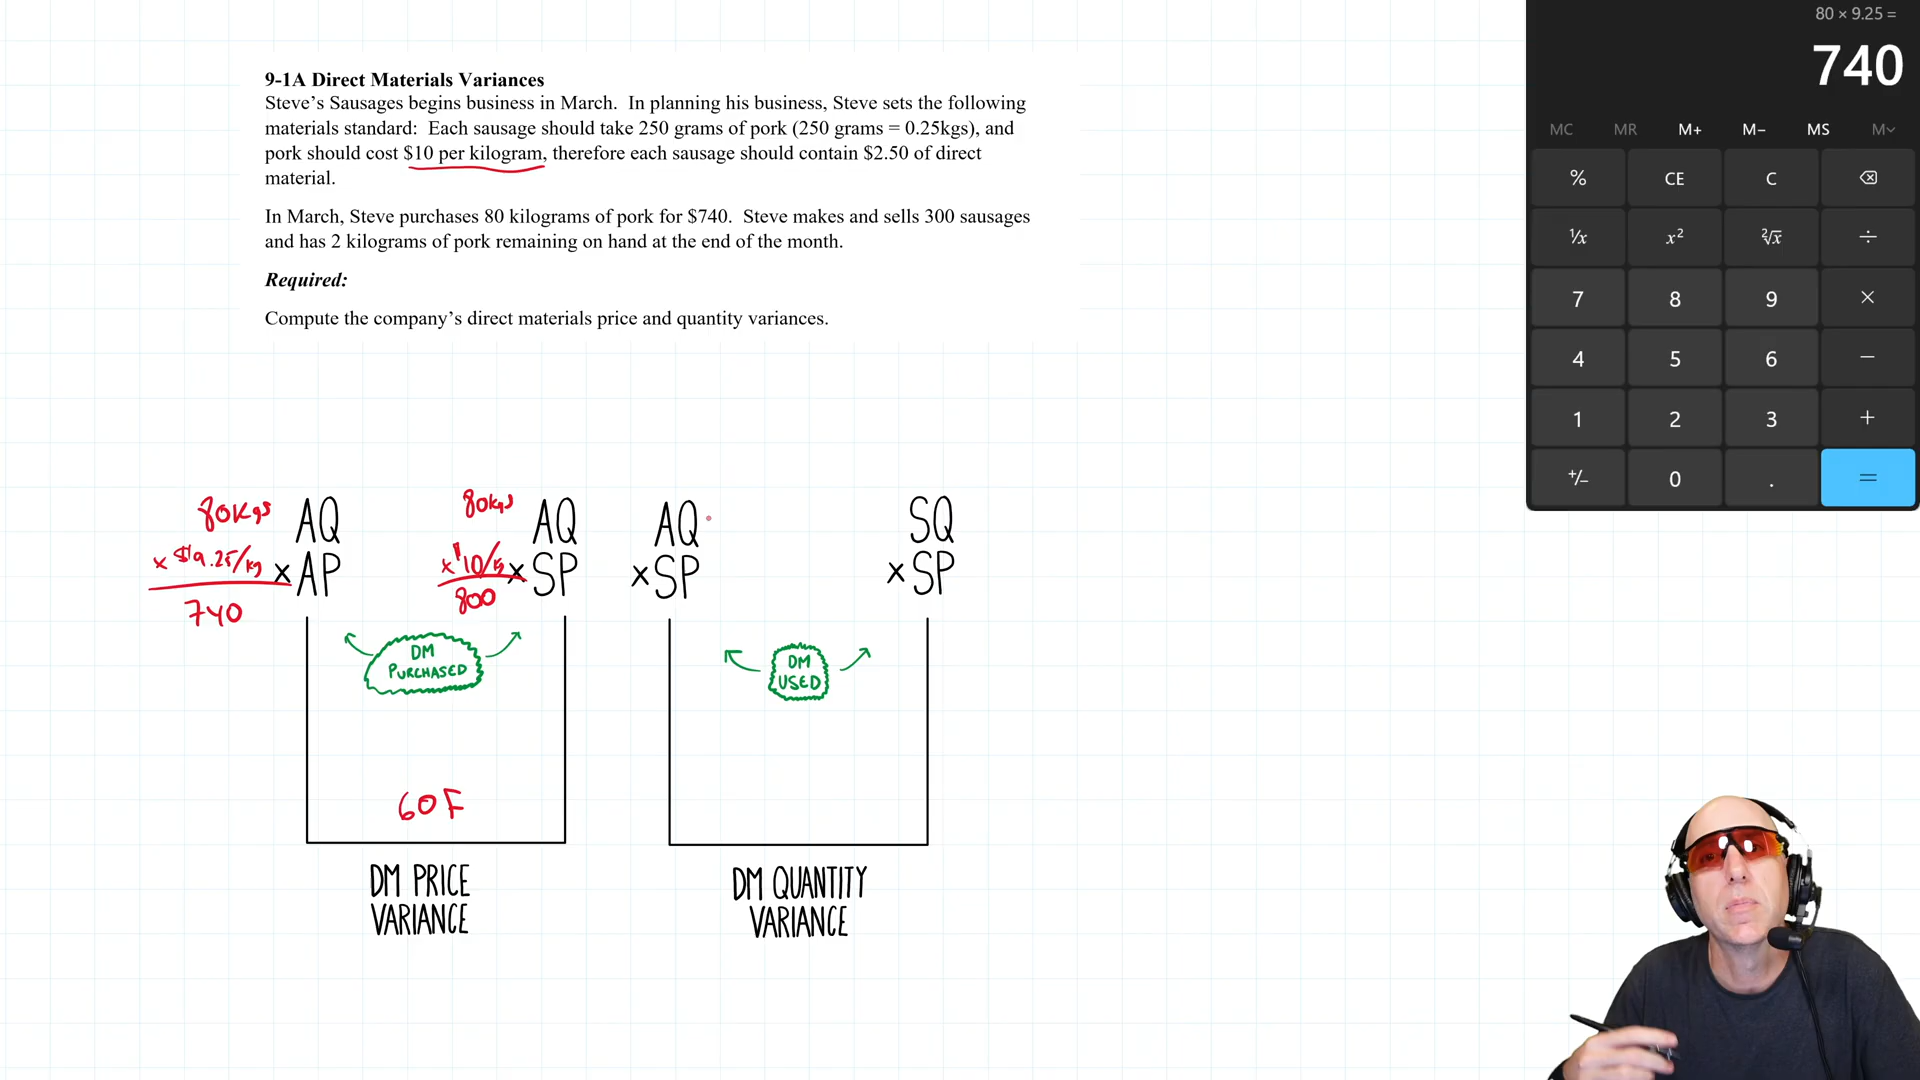 9-1A Direct Materials Variances
Steve's Sausages begins business in March.  In planning his business, Steve sets the following
materials standard:  Each sausage should take 250 grams of pork (250 grams = 0.25kgs), and
pork should cost $10 per kilogram, therefore each sausage should contain $2.50 of direct
material.
In March, Steve purchases 80 kilograms of pork for $740.  Steve makes and sells 300 sausages
and has 2 kilograms of pork remaining on hand at the end of the month.
Required:
Compute the company's direct materials price and quantity variances.
80Kgs AQ
x $9.25/kg x AP
740
80kgs AQ
x $10/kg x SP
800
AQ
x SP
SQ
x SP
DM
PURCHASED
DM
USED
60F
DM PRICE
VARIANCE
DM QUANTITY
VARIANCE
80 × 9.25 =
740
MC MR M+ M− MS M˅
% CE C ⌫
¹/x x² ²√x ÷
7 8 9 ×
4 5 6 −
1 2 3 +
+/− 0 . =